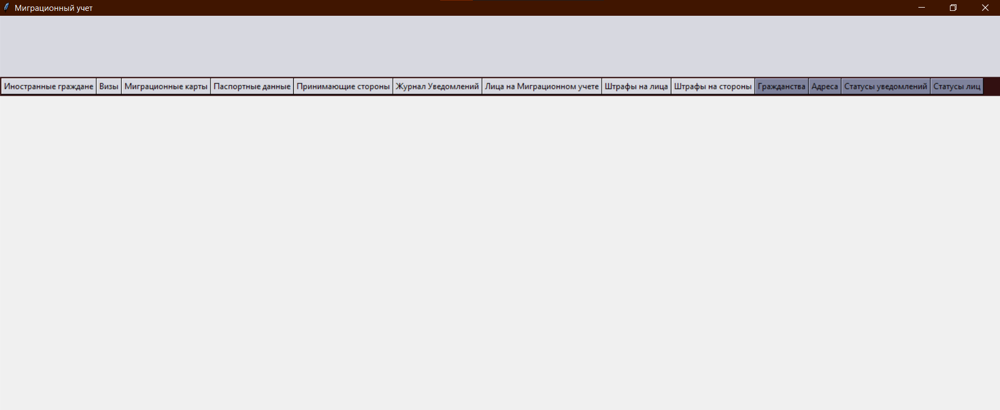 Миграционный учет
Иностранные граждане Визы Миграционные карты Паспортные данные Принимающие стороны Журнал Уведомлений Лица на Миграционном учете Штрафы на лица Штрафы на стороны Гражданства Адреса Статусы уведомлений Статусы лиц